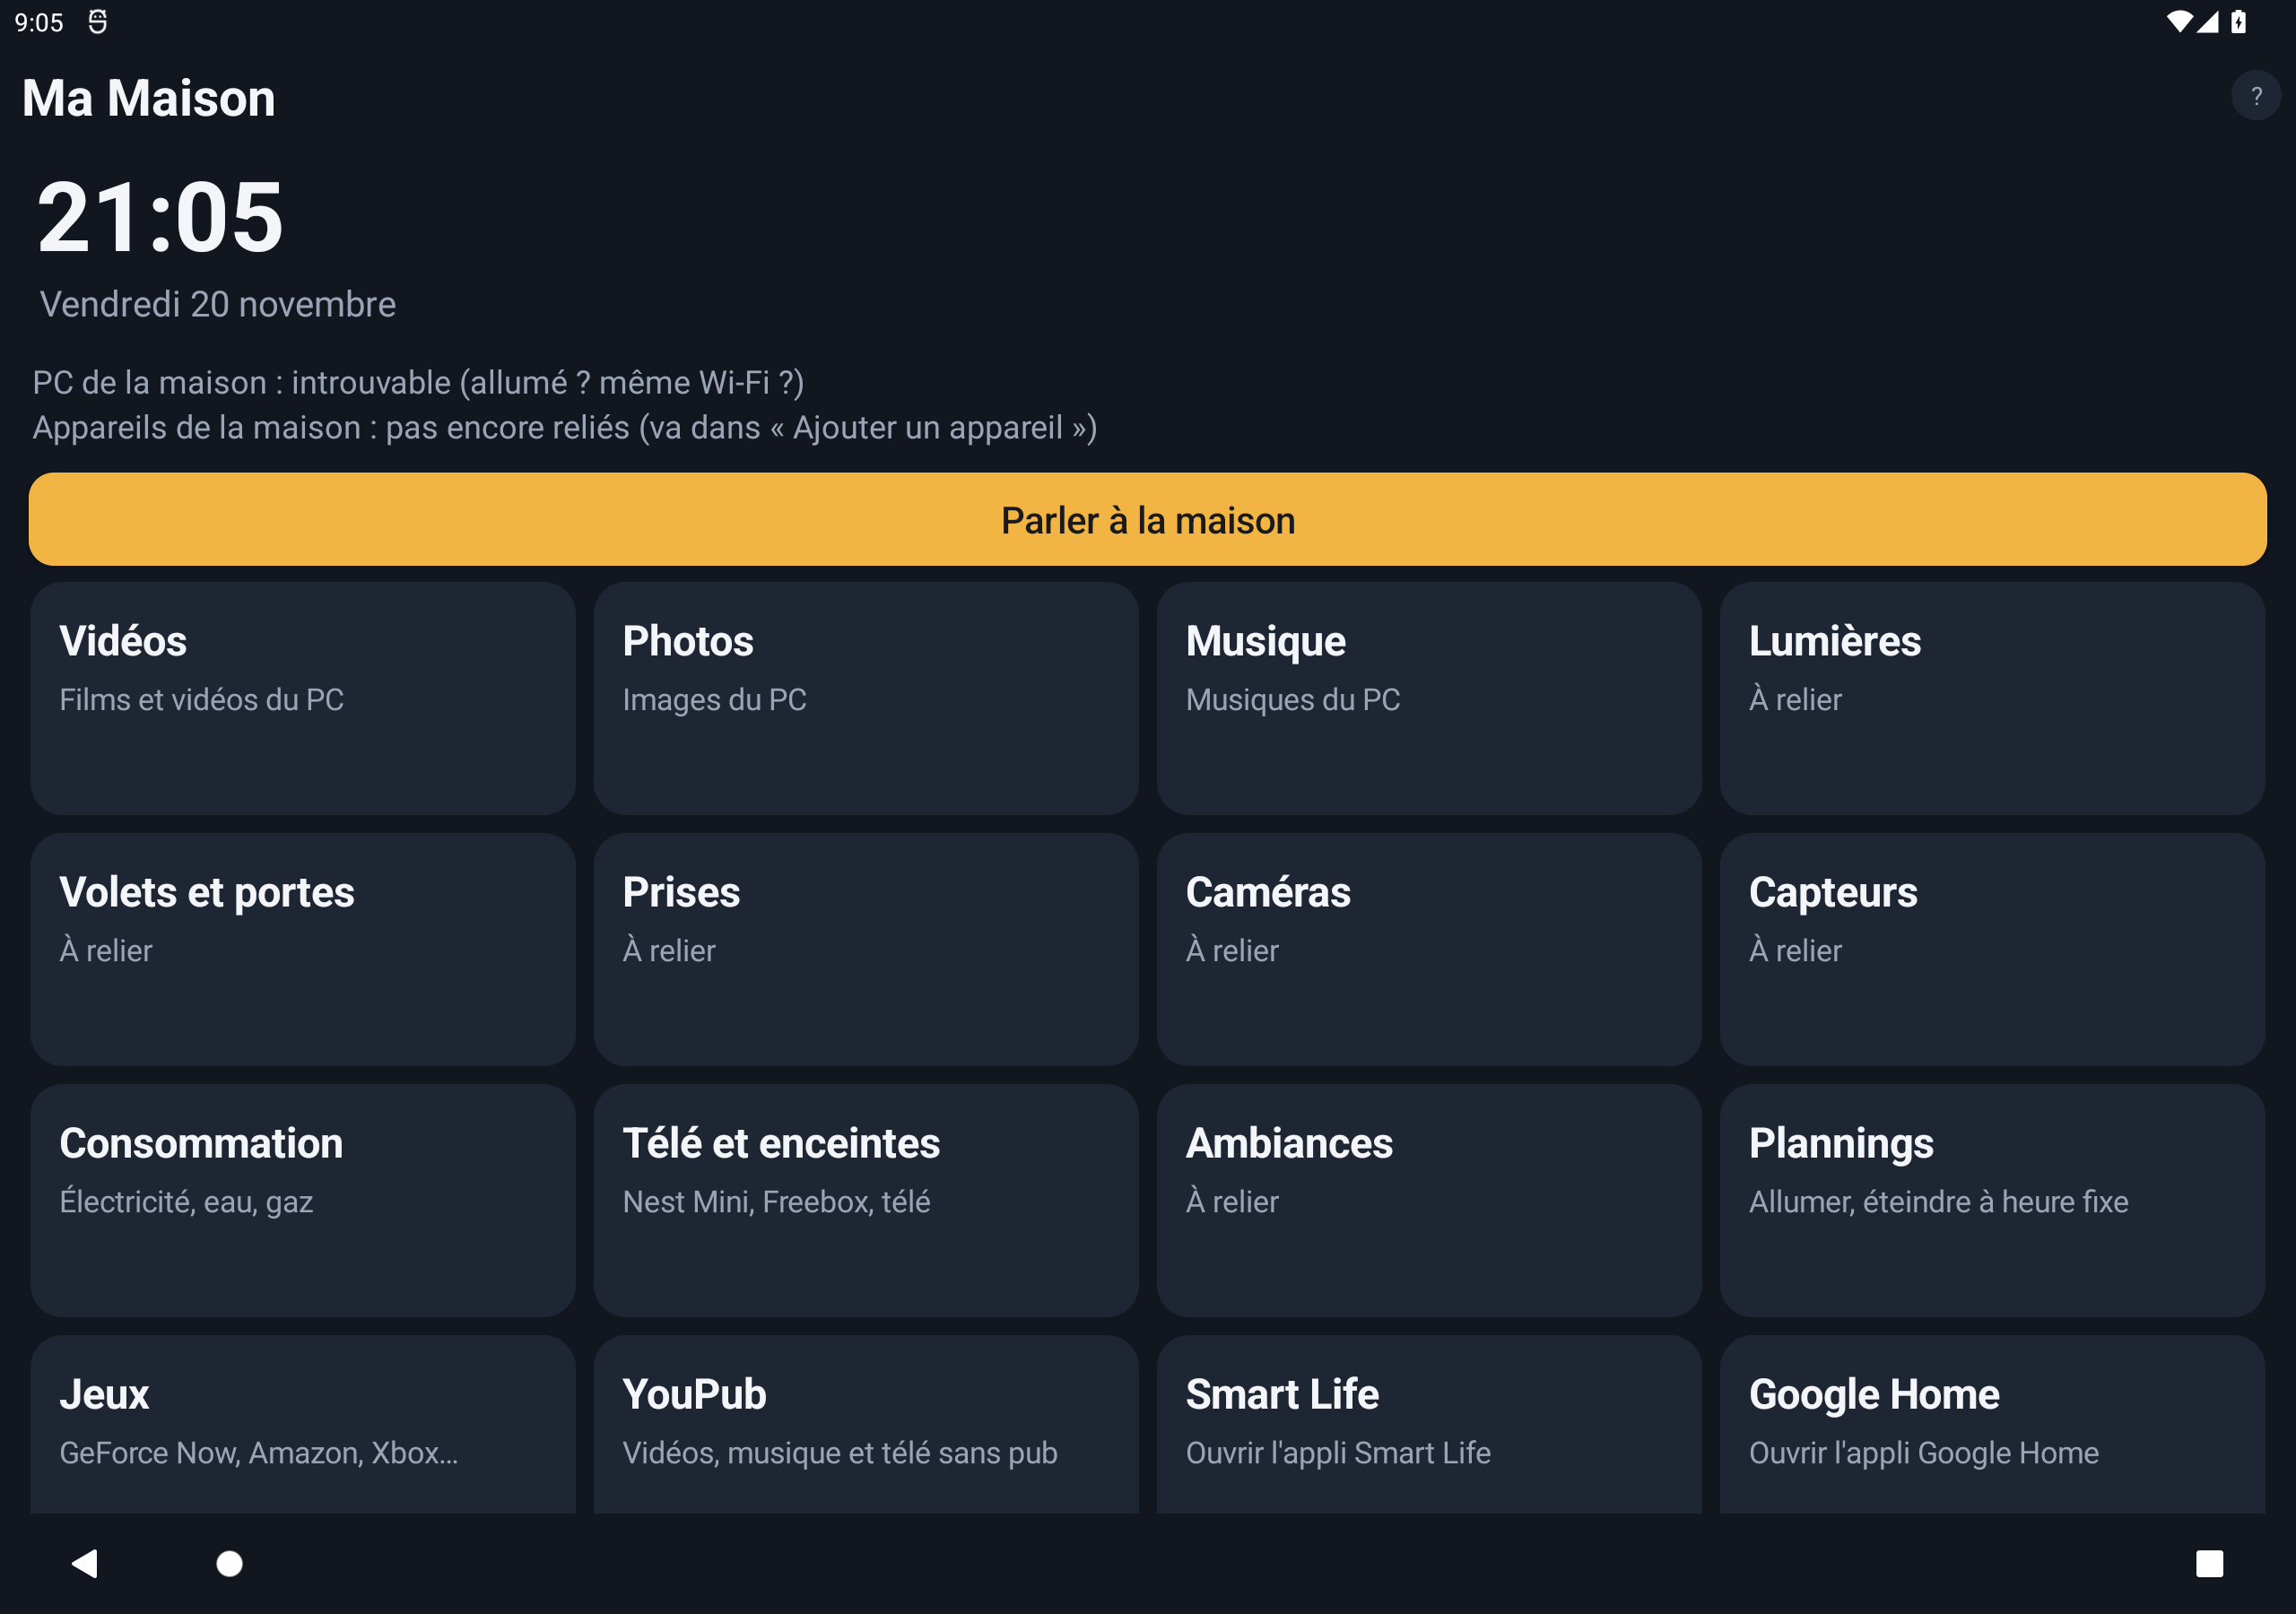 9:05
Ma Maison
?
21:05
Vendredi 20 novembre
PC de la maison : introuvable (allumé ? même Wi-Fi ?)
Appareils de la maison : pas encore reliés (va dans « Ajouter un appareil »)
Parler à la maison
Vidéos
Films et vidéos du PC
Photos
Images du PC
Musique
Musiques du PC
Lumières
À relier
Volets et portes
À relier
Prises
À relier
Caméras
À relier
Capteurs
À relier
Consommation
Électricité, eau, gaz
Télé et enceintes
Nest Mini, Freebox, télé
Ambiances
À relier
Plannings
Allumer, éteindre à heure fixe
Jeux
GeForce Now, Amazon, Xbox...
YouPub
Vidéos, musique et télé sans pub
Smart Life
Ouvrir l'appli Smart Life
Google Home
Ouvrir l'appli Google Home